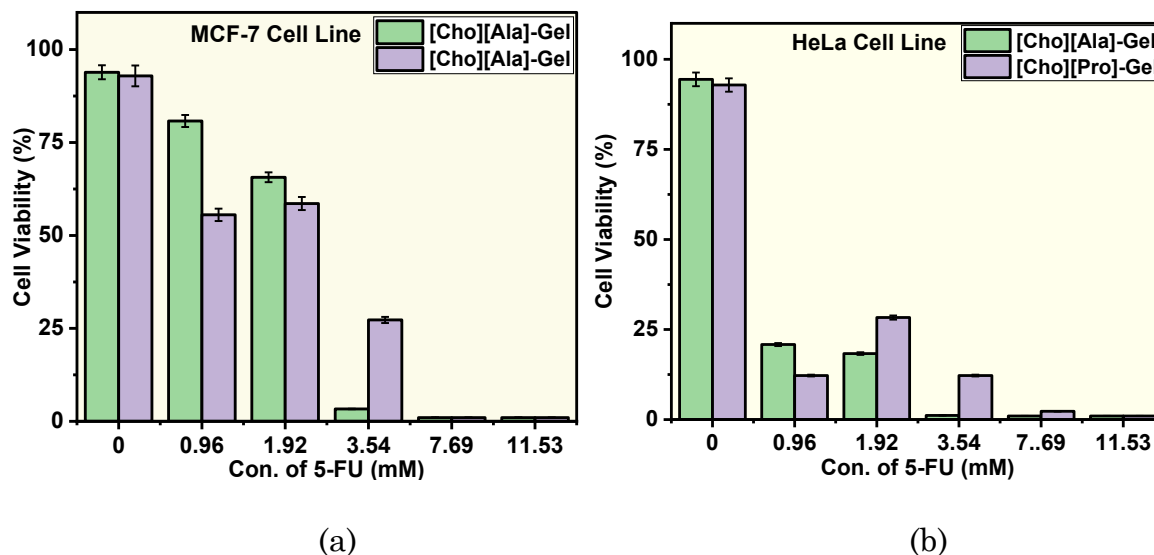 MCF-7 Cell Line
[Cho][Ala]-Gel
[Cho][Ala]-Gel
100
75
50
25
0
Cell Viability (%)
0 0.96 1.92 3.54 7.69 11.53
Con. of 5-FU (mM)
(a)
HeLa Cell Line
[Cho][Ala]-Gel
[Cho][Pro]-Gel
100
75
50
25
0
Cell Viability (%)
0 0.96 1.92 3.54 7..69 11.53
Con. of 5-FU (mM)
(b)